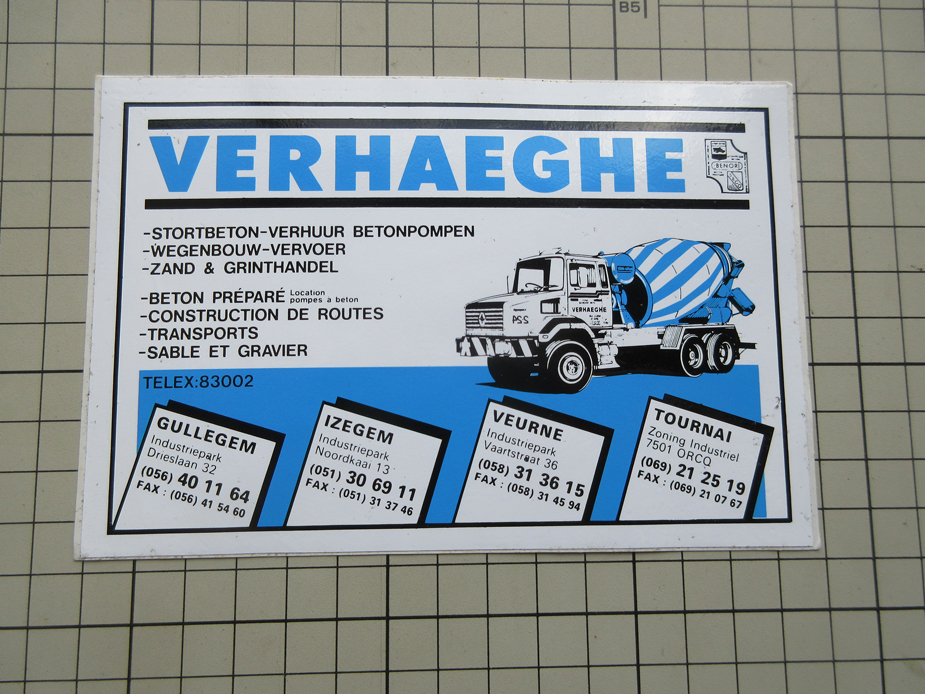 B5
VERHAEGHE
BENOR
-STORTBETON-VERHUUR BETONPOMPEN
-WEGENBOUW-VERVOER
-ZAND & GRINTHANDEL
-BETON PRÉPARÉ Location pompes a beton
-CONSTRUCTION DE ROUTES
-TRANSPORTS
-SABLE ET GRAVIER
VERHAEGHE
P.S.S.
TELEX:83002
GULLEGEM
Industriepark
Drieslaan 32
(056) 40 11 64
FAX : (056) 41 54 60
IZEGEM
Industriepark
Noordkaai 13
(051) 30 69 11
FAX : (051) 31 37 46
VEURNE
Industriepark
Vaartstraat 36
(058) 31 36 15
FAX : (058) 31 45 94
TOURNAI
Zoning Industriel
7501 ORCQ
(069) 21 25 19
FAX : (069) 21 07 67